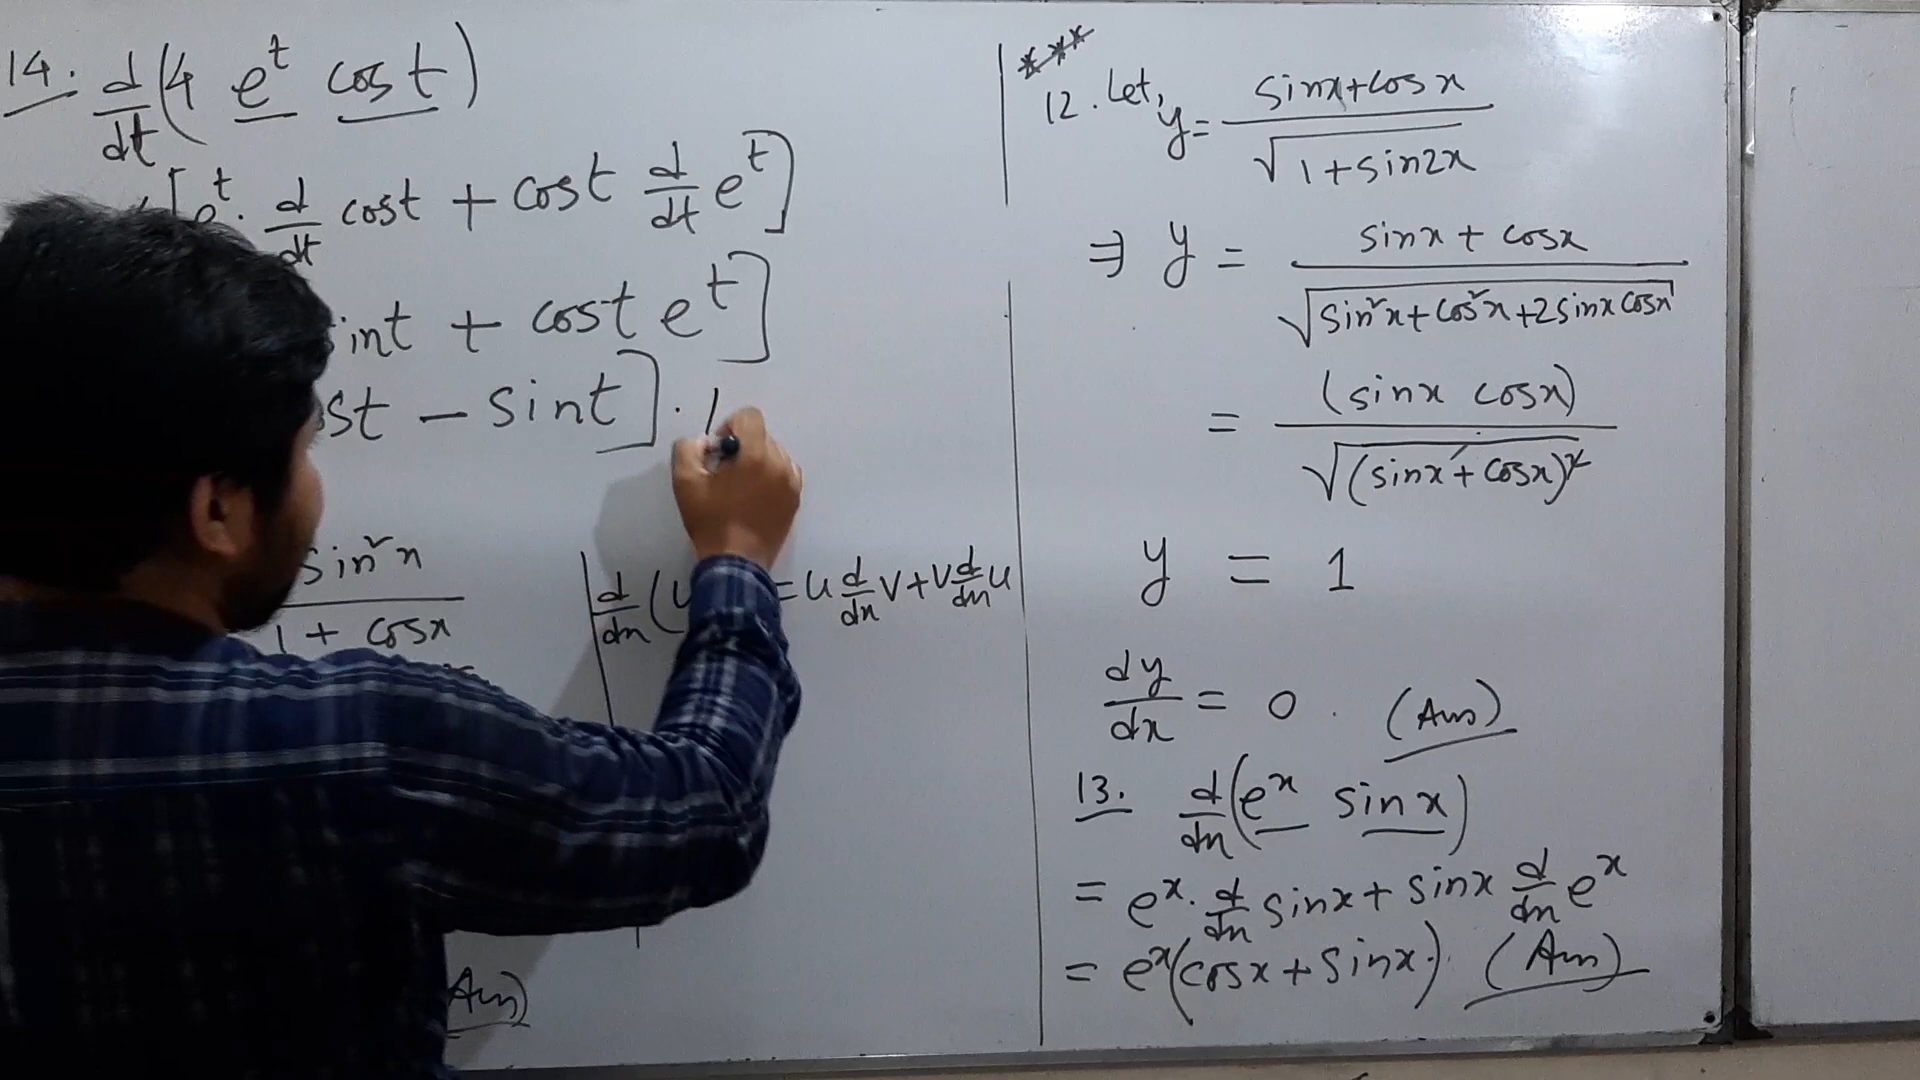 14. d/dt (4 e^t cost)
[e^t. d/dt cost + cost d/dt e^t]
int + cost e^t]
ost - sint].
sin²x / 1 + cosx
d/dx (u = u d/dx v + v d/dx u
Ans)
***
12. Let, y = sinx+cosx / √1+sin2x
⇒ y = sinx + cosx / √sin²x+cos²x+2sinx cosx
= (sinx cosx) / √(sinx+cosx)²
y = 1
dy/dx = 0. (Ans)
13. d/dx (e^x sinx)
= e^x. d/dx sinx + sinx d/dx e^x
= e^x(cosx + sinx). (Ans)